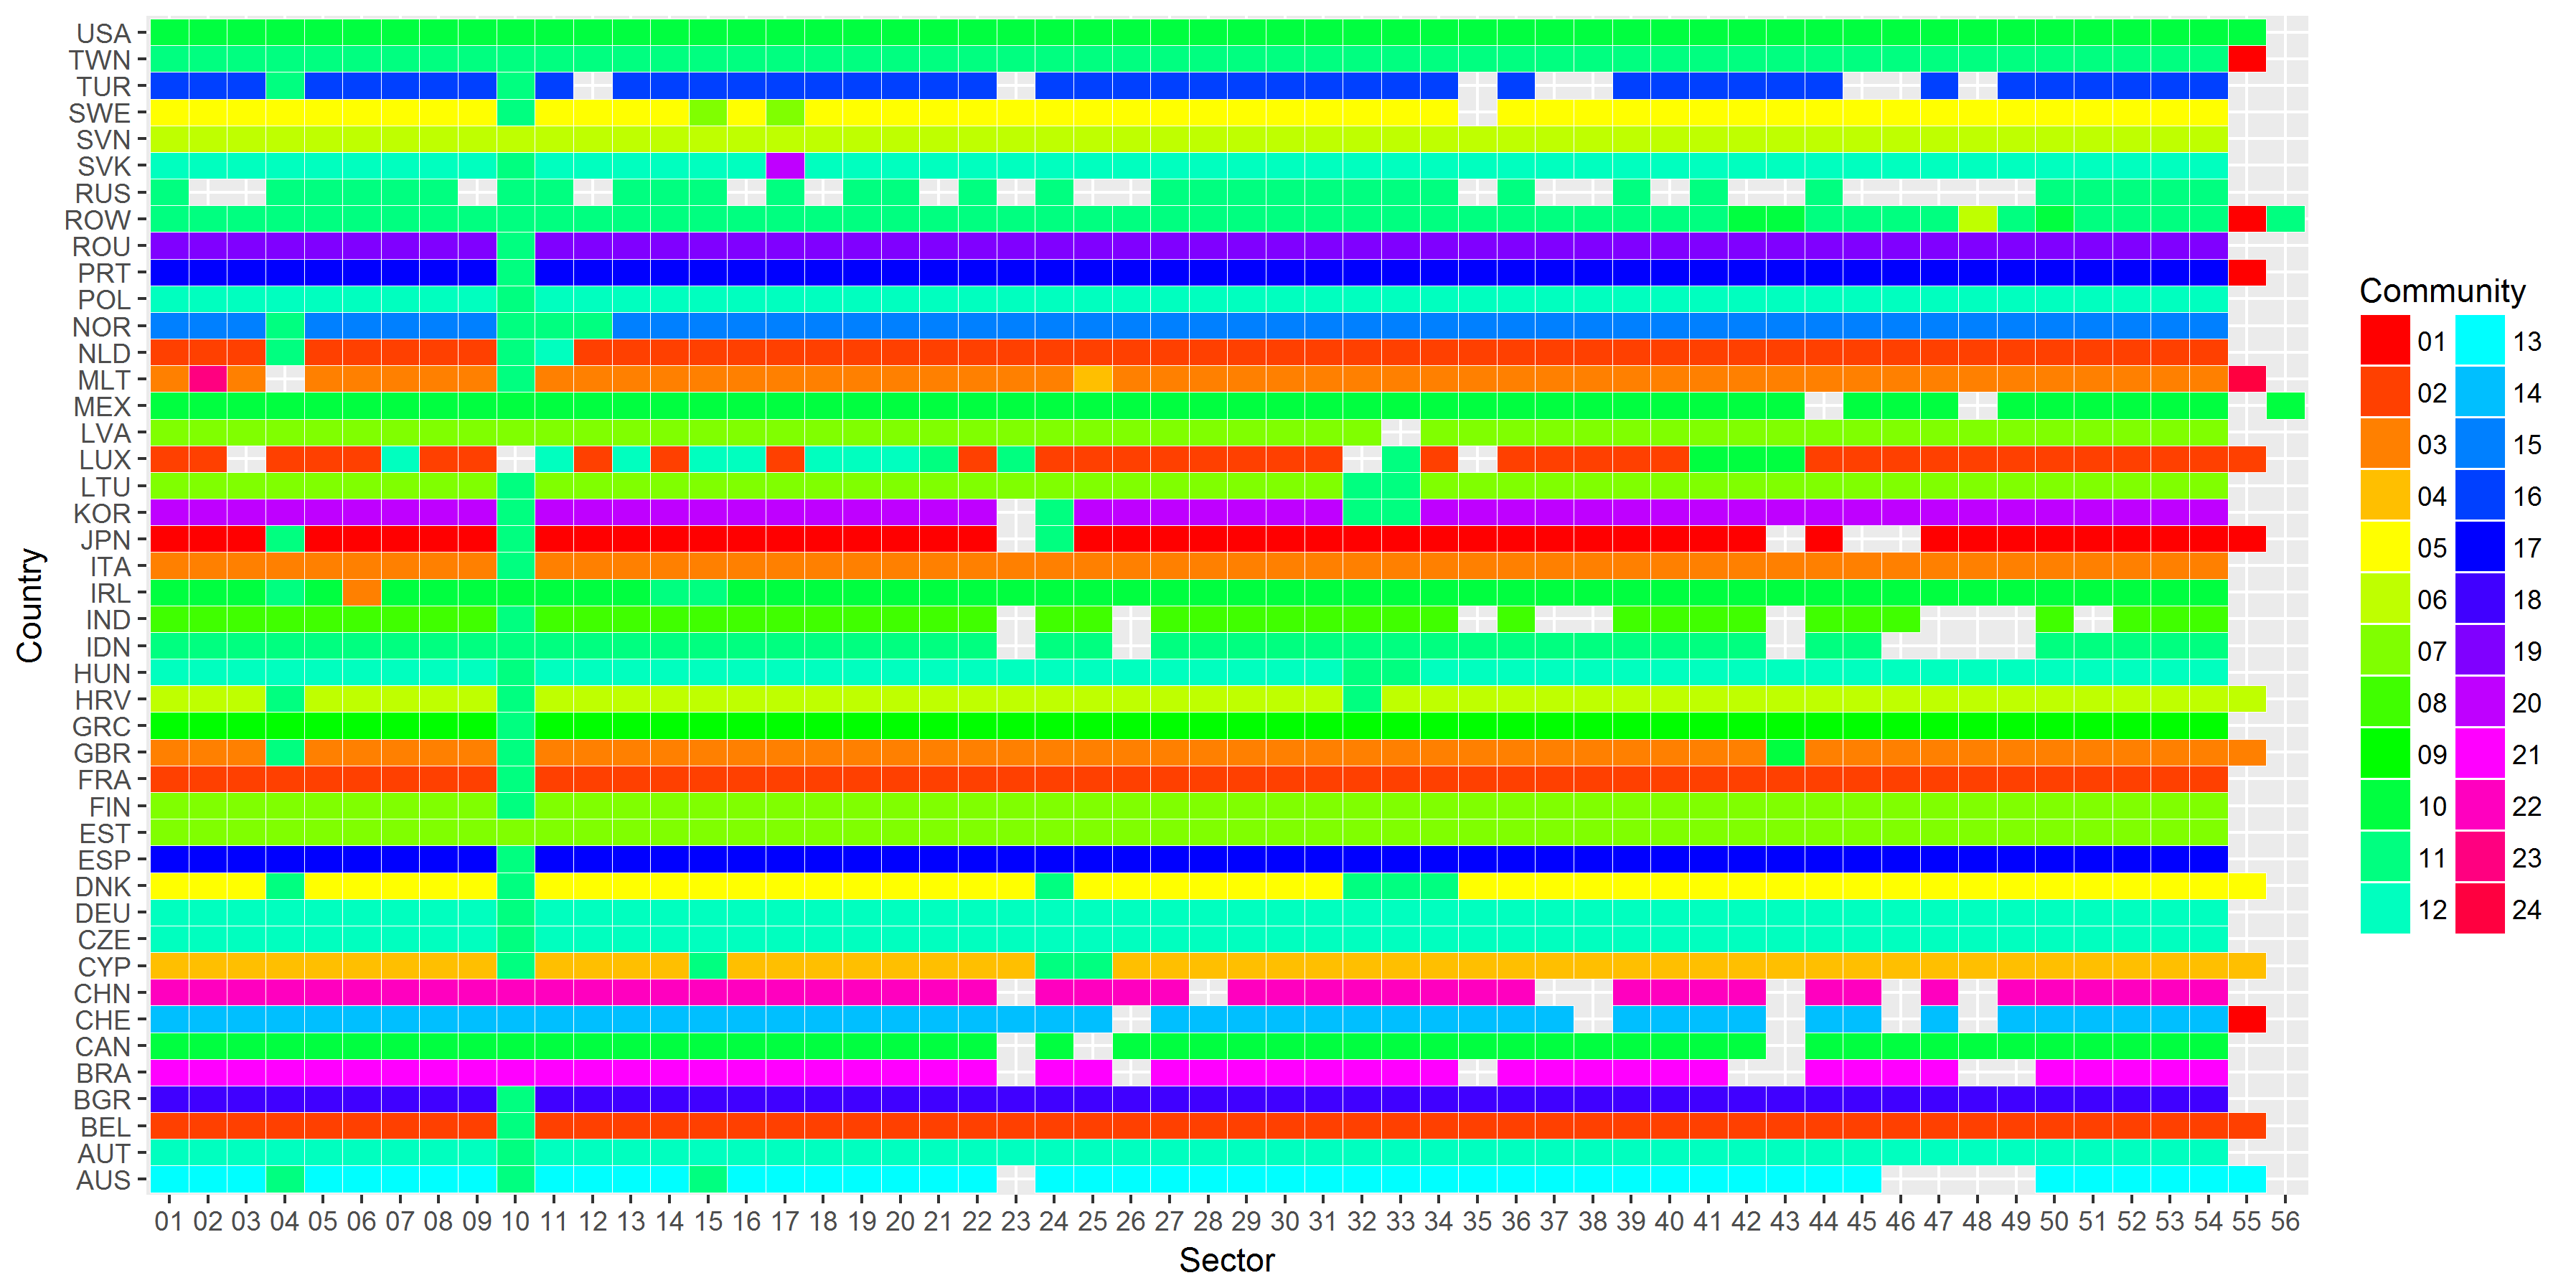 USA
TWN
TUR
SWE
SVN
SVK
RUS
ROW
ROU
PRT
POL
NOR
NLD
MLT
MEX
LVA
LUX
LTU
KOR
JPN
ITA
IRL
IND
IDN
HUN
HRV
GRC
GBR
FRA
FIN
EST
ESP
DNK
DEU
CZE
CYP
CHN
CHE
CAN
BRA
BGR
BEL
AUT
AUS
Country
01 02 03 04 05 06 07 08 09 10 11 12 13 14 15 16 17 18 19 20 21 22 23 24 25 26 27 28 29 30 31 32 33 34 35 36 37 38 39 40 41 42 43 44 45 46 47 48 49 50 51 52 53 54 55 56
Sector
Community
01 13
02 14
03 15
04 16
05 17
06 18
07 19
08 20
09 21
10 22
11 23
12 24